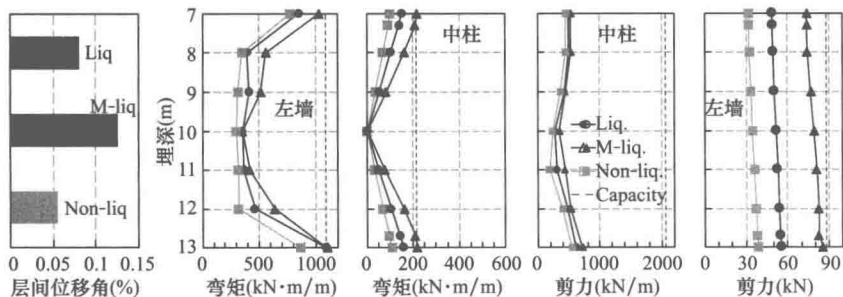 Liq
M-liq
Non-liq
0 0.05 0.1 0.15
层间位移角(%)
埋深(m)
7
8
9
10
11
12
13
左墙
0 500 1000
弯矩(kN·m/m)
中柱
0 200 400 600
弯矩(kN·m/m)
中柱
Liq.
M-liq.
Non-liq.
Capacity
0 1000 2000
剪力(kN/m)
左墙
0 30 60 90
剪力(kN)